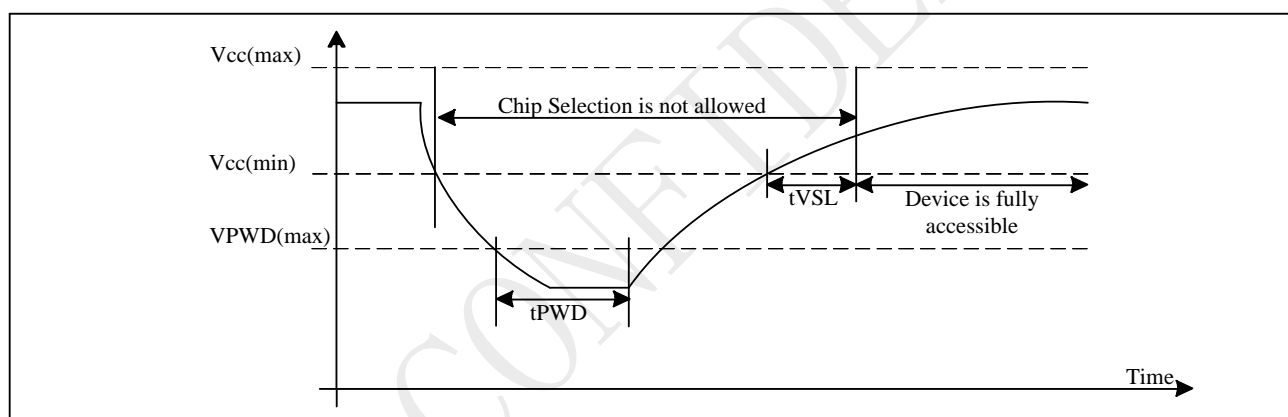 Vcc(max)
Chip Selection is not allowed
Vcc(min)
tVSL
Device is fully
accessible
VPWD(max)
tPWD
Time